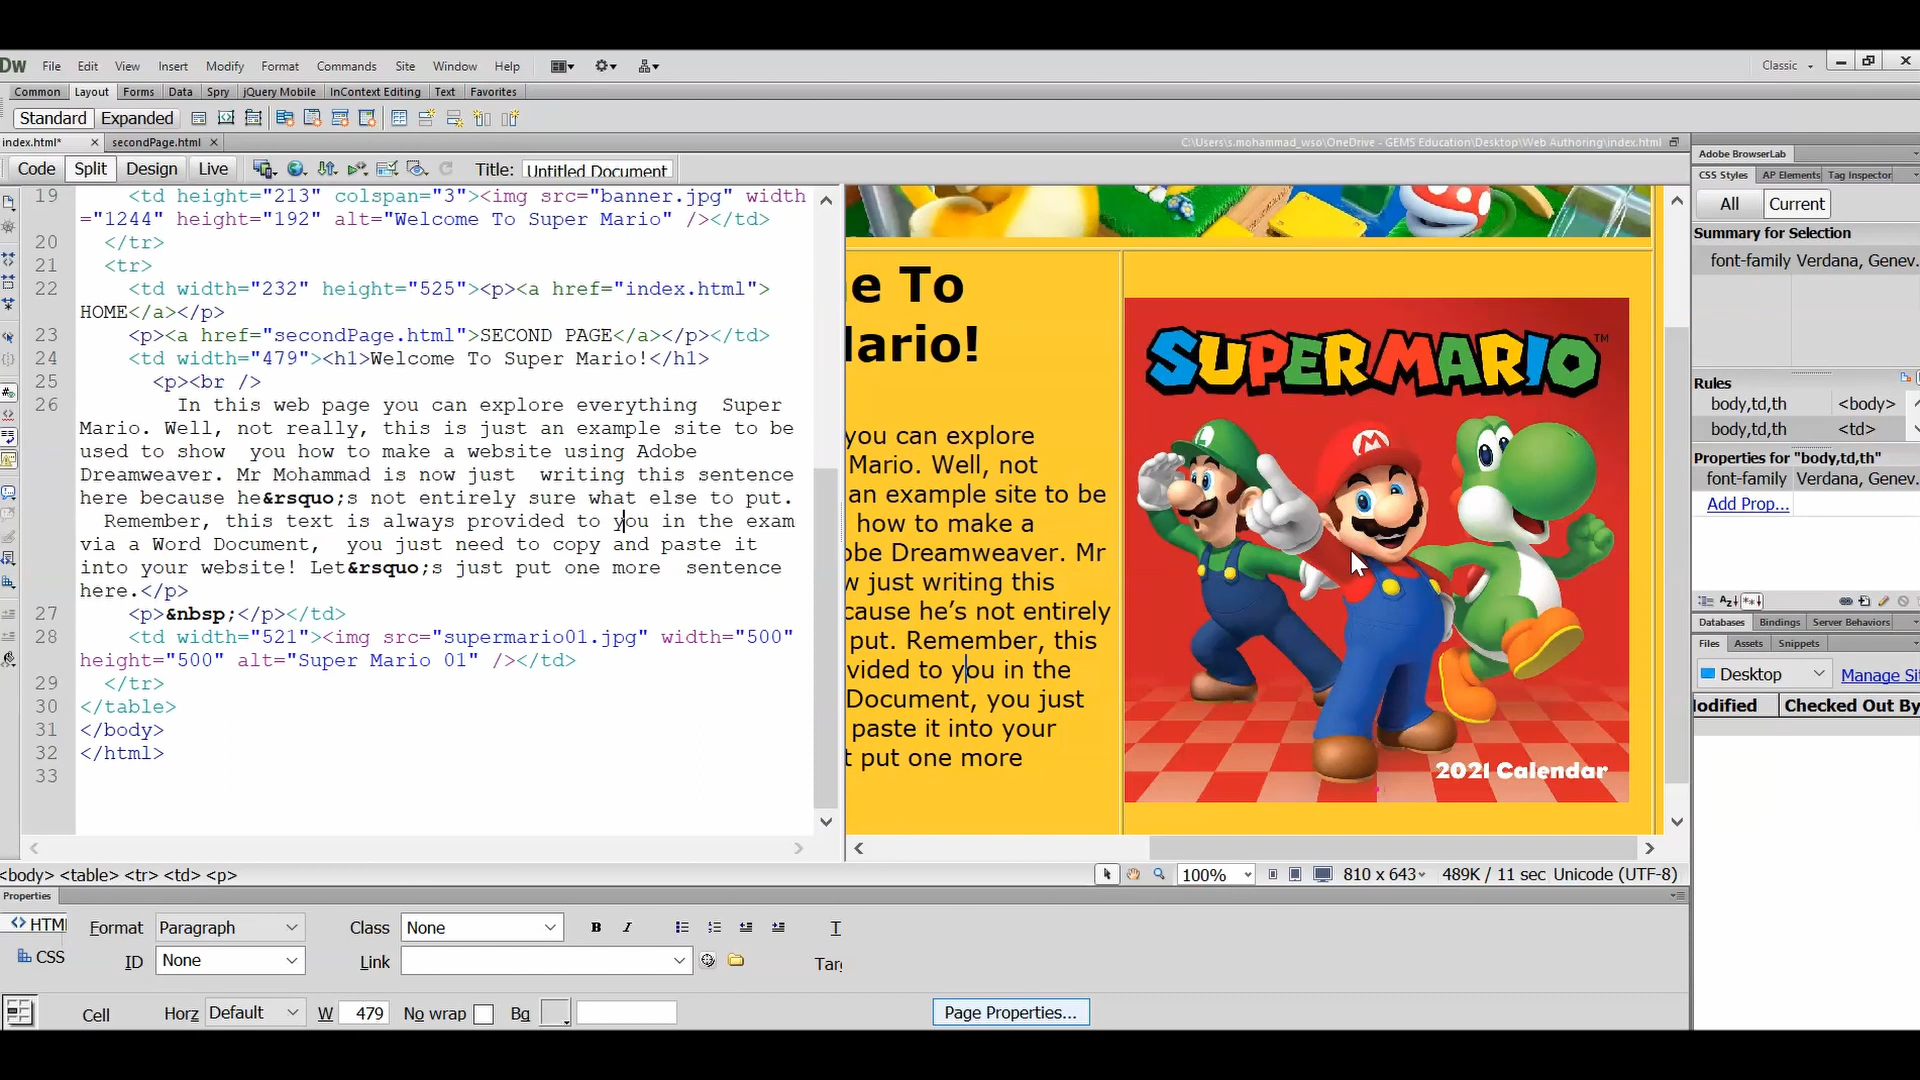 Dw File Edit View Insert Modify Format Commands Site Window Help Classic
Common Layout Forms Data Spry jQuery Mobile InContext Editing Text Favorites
Standard Expanded
index.html* secondPage.html C:\Users\s.mohammad_wso\OneDrive - GEMS Education\Desktop\Web Authoring\index.html
Code Split Design Live Title: Untitled Document
19 <td height="213" colspan="3"><img src="banner.jpg" width
="1244" height="192" alt="Welcome To Super Mario" /></td>
20 </tr>
21 <tr>
22 <td width="232" height="525"><p><a href="index.html">
HOME</a></p>
23 <p><a href="secondPage.html">SECOND PAGE</a></p></td>
24 <td width="479"><h1>Welcome To Super Mario!</h1>
25 <p><br />
26 In this web page you can explore everything Super
Mario. Well, not really, this is just an example site to be
used to show you how to make a website using Adobe
Dreamweaver. Mr Mohammad is now just writing this sentence
here because he&rsquo;s not entirely sure what else to put.
Remember, this text is always provided to you in the exam
via a Word Document, you just need to copy and paste it
into your website! Let&rsquo;s just put one more sentence
here.</p>
27 <p>&nbsp;</p></td>
28 <td width="521"><img src="supermario01.jpg" width="500"
height="500" alt="Super Mario 01" /></td>
29 </tr>
30 </table>
31 </body>
32 </html>
33
e To
Mario!
you can explore
Mario. Well, not
an example site to be
how to make a
obe Dreamweaver. Mr
w just writing this
cause he’s not entirely
put. Remember, this
vided to you in the
Document, you just
paste it into your
t put one more
SUPER MARIO™
2021 Calendar
Adobe BrowserLab
CSS Styles AP Elements Tag Inspector
All Current
Summary for Selection
font-family Verdana, Genev.
Rules
body,td,th <body>
body,td,th <td>
Properties for "body,td,th"
font-family Verdana, Genev.
Add Prop...
Databases Bindings Server Behaviors
Files Assets Snippets
Desktop Manage Si
odified Checked Out By
<body> <table> <tr> <td> <p> 100% 810 x 643 489K / 11 sec Unicode (UTF-8)
Properties
<> HTML Format Paragraph Class None B I T
CSS ID None Link Tar
Cell Horz Default W 479 No wrap Bg Page Properties...